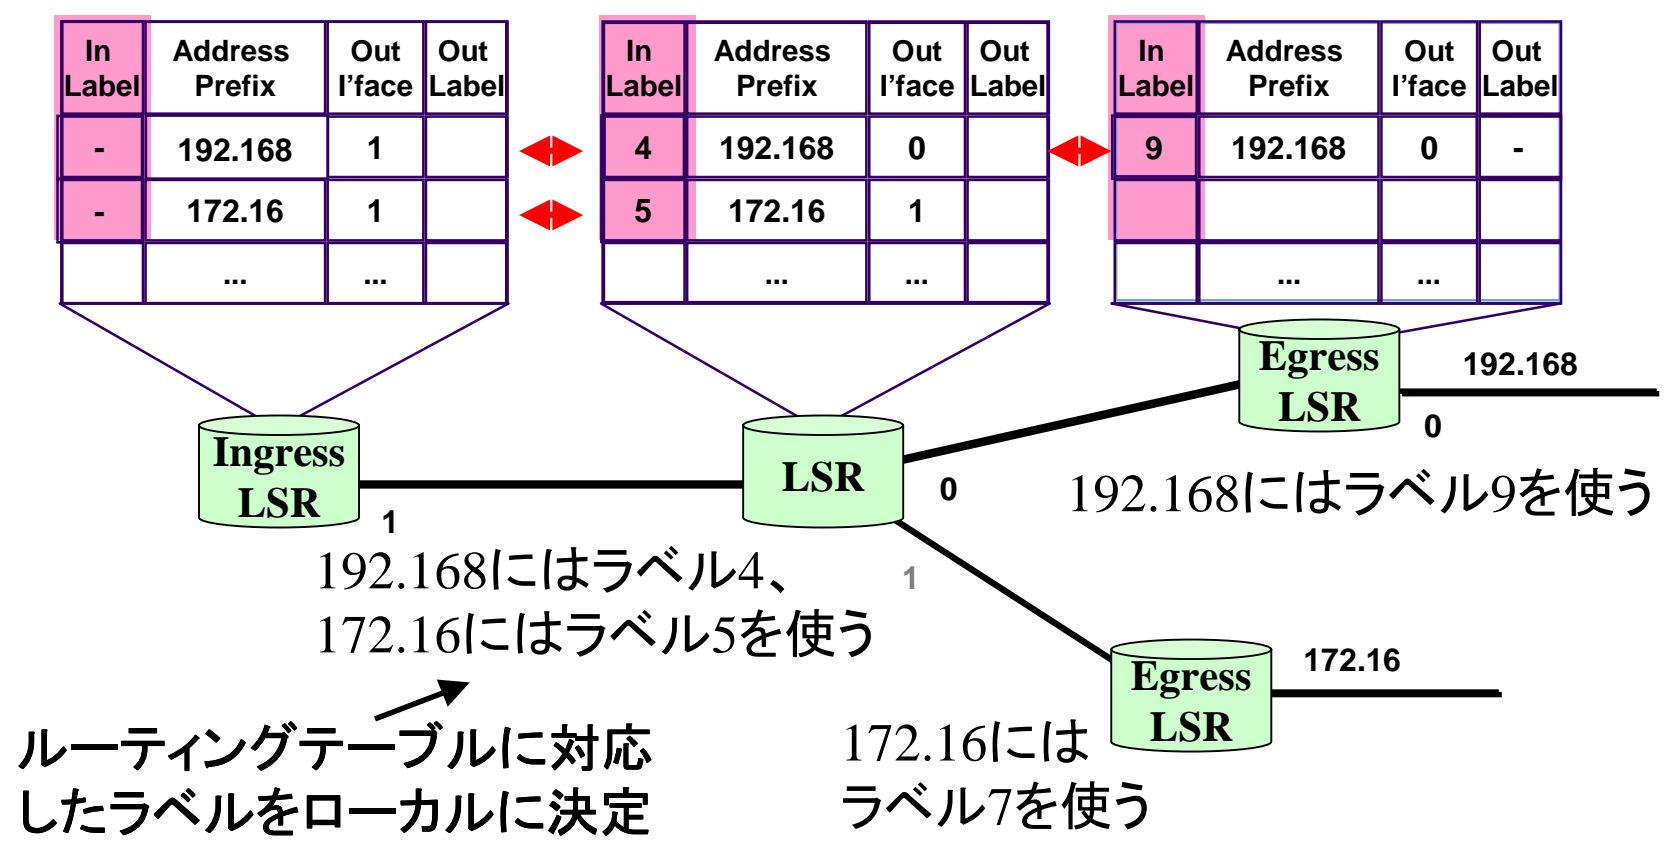 In Label Address Prefix Out I’face Out Label
- 192.168 1
- 172.16 1
... ...
In Label Address Prefix Out I’face Out Label
4 192.168 0
5 172.16 1
... ...
In Label Address Prefix Out I’face Out Label
9 192.168 0 -
... ...
Ingress
LSR
1
LSR
0
1
Egress
LSR
192.168
0
192.168にはラベル9を使う
192.168にはラベル4、
172.16にはラベル5を使う
Egress
LSR
172.16
172.16には
ラベル7を使う
ルーティングテーブルに対応
したラベルをローカルに決定